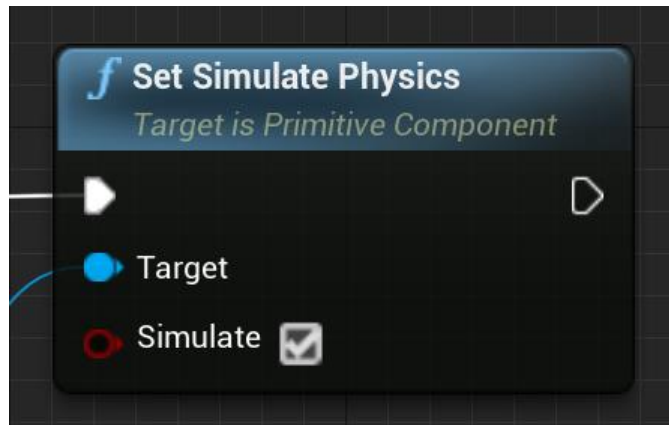 f Set Simulate Physics
Target is Primitive Component
Target
Simulate